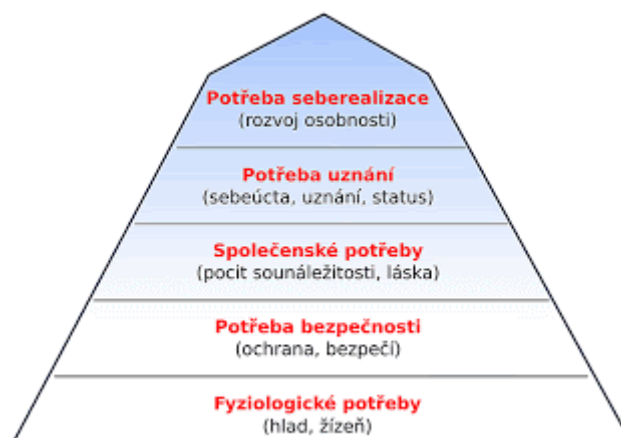 Potřeba seberealizace
(rozvoj osobnosti)
Potřeba uznání
(sebeúcta, uznání, status)
Společenské potřeby
(pocit sounáležitosti, láska)
Potřeba bezpečnosti
(ochrana, bezpečí)
Fyziologické potřeby
(hlad, žízeň)